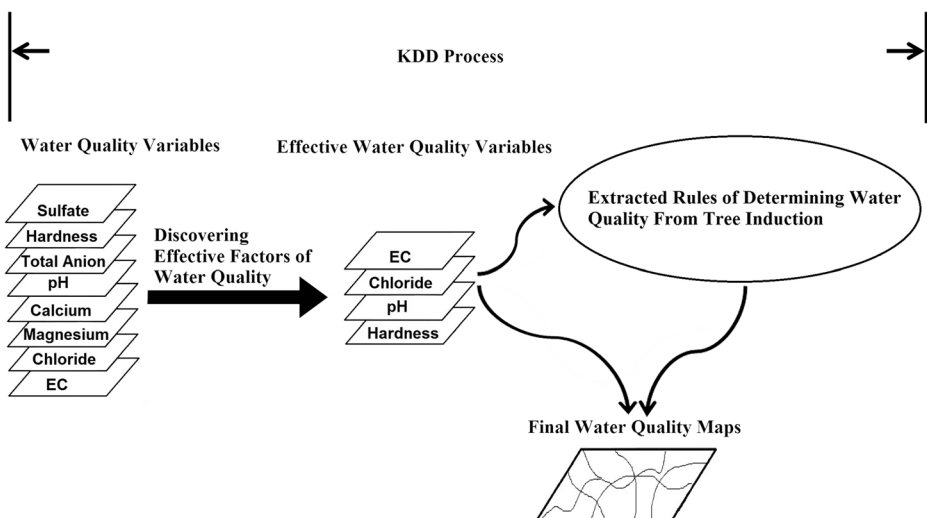 KDD Process
Water Quality Variables
Sulfate
Hardness
Total Anion
pH
Calcium
Magnesium
Chloride
EC
Discovering
Effective Factors of
Water Quality
Effective Water Quality Variables
EC
Chloride
pH
Hardness
Extracted Rules of Determining Water
Quality From Tree Induction
Final Water Quality Maps